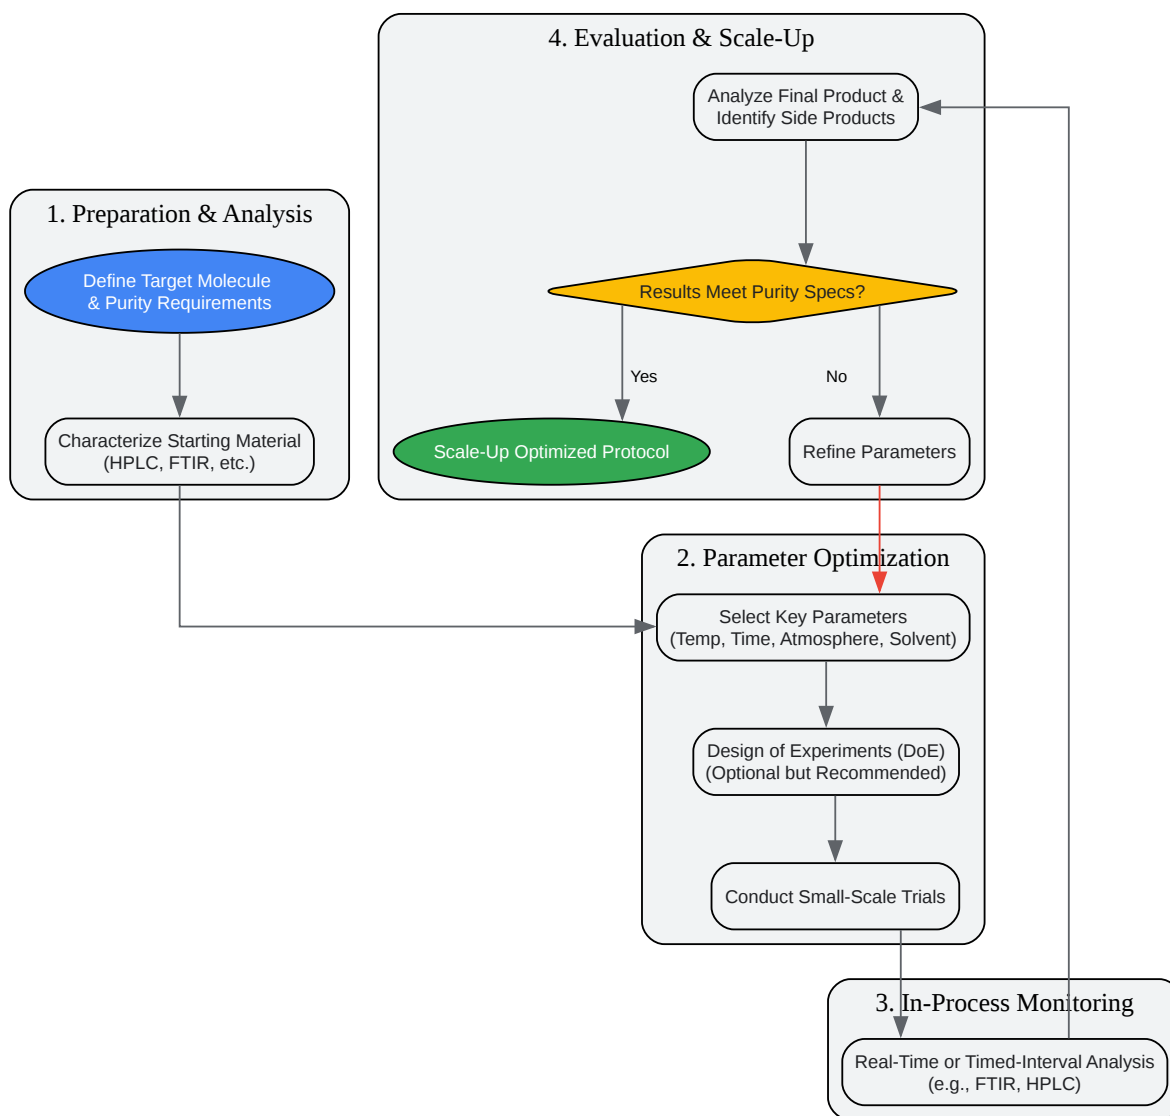 4. Evaluation & Scale-Up
Analyze Final Product &
Identify Side Products
Results Meet Purity Specs?
Yes
No
Scale-Up Optimized Protocol
Refine Parameters
1. Preparation & Analysis
Define Target Molecule
& Purity Requirements
Characterize Starting Material
(HPLC, FTIR, etc.)
2. Parameter Optimization
Select Key Parameters
(Temp, Time, Atmosphere, Solvent)
Design of Experiments (DoE)
(Optional but Recommended)
Conduct Small-Scale Trials
3. In-Process Monitoring
Real-Time or Timed-Interval Analysis
(e.g., FTIR, HPLC)